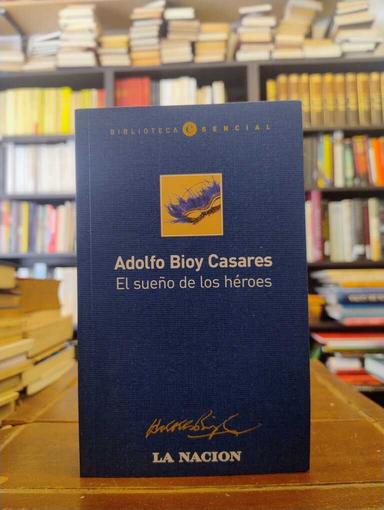 BIBLIOTECA ESENCIAL
Adolfo Bioy Casares
El sueño de los héroes
LA NACION